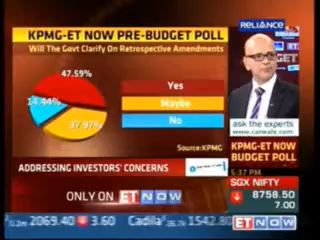 KPMG-ET NOW PRE-BUDGET POLL
Will The Govt Clarify On Retrospective Amendments
47.59%
14.44%
37.97%
Yes
Maybe
No
Source:KPMG
ADDRESSING INVESTORS' CONCERNS
ONLY ON ET NOW
RELIANCE
ask the experts
www.carwale.com
KPMG-ET NOW
BUDGET POLL
5:37 PM
SGX NIFTY
8758.50
7.00
ET NOW
2069.40 3.60 Cadila 1542.80